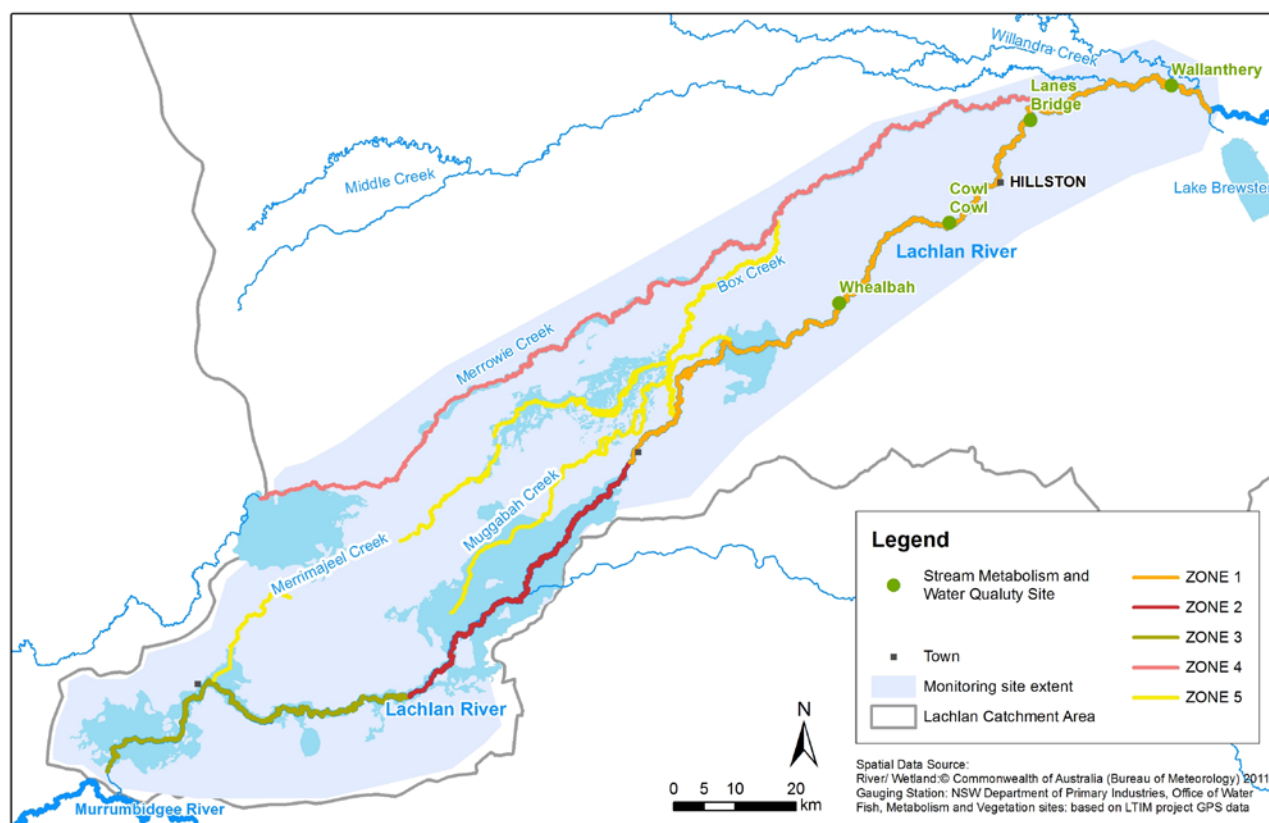 Willandra Creek
Wallanthery
Lanes
Bridge
Middle Creek
HILLSTON
Lake Brewster
Cowl
Cowl
Lachlan River
Box Creek
Whealbah
Merrowie Creek
Muggabah Creek
Merrimajeel Creek
Lachlan River
Murrumbidgee River
N
0 5 10 20
km
Legend
Stream Metabolism and
Water Qualuty Site
Town
Monitoring site extent
Lachlan Catchment Area
ZONE 1
ZONE 2
ZONE 3
ZONE 4
ZONE 5
Spatial Data Source:
River/ Wetland:© Commonwealth of Australia (Bureau of Meteorology) 2011
Gauging Station: NSW Department of Primary Industries, Office of Water
Fish, Metabolism and Vegetation sites: based on LTIM project GPS data